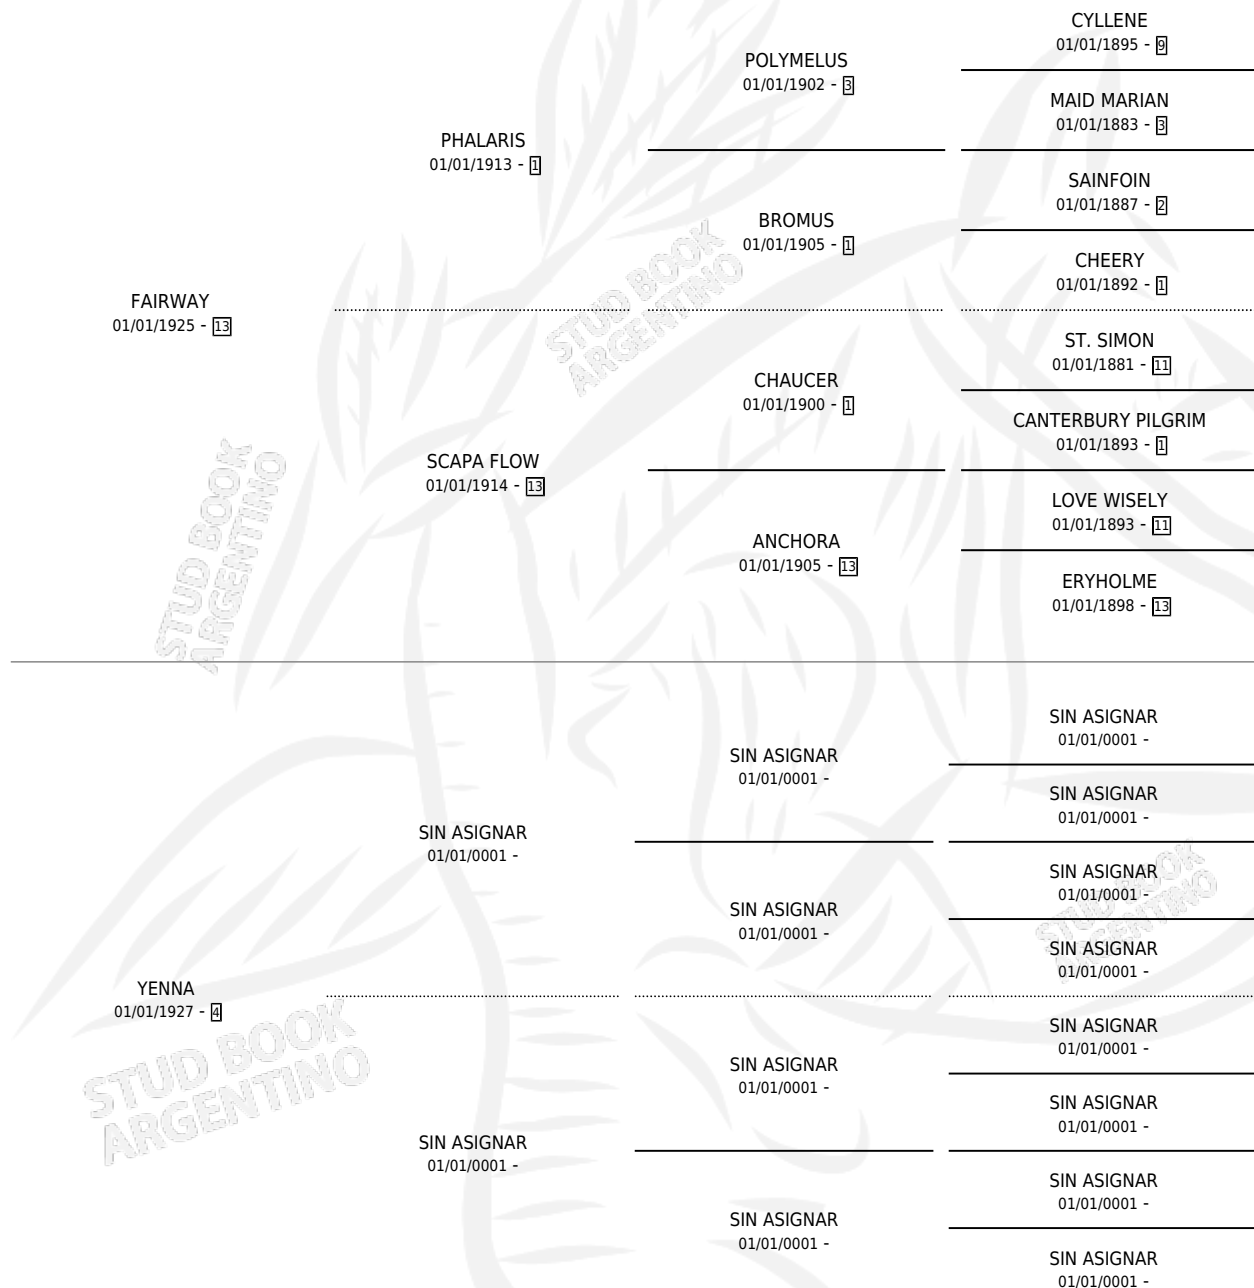 CYLLENE
01/01/1895 - 9
POLYMELUS
01/01/1902 - 3
MAID MARIAN
01/01/1883 - 3
PHALARIS
01/01/1913 - 1
SAINFOIN
01/01/1887 - 2
BROMUS
01/01/1905 - 1
CHEERY
01/01/1892 - 1
FAIRWAY
01/01/1925 - 13
ST. SIMON
01/01/1881 - 11
CHAUCER
01/01/1900 - 1
CANTERBURY PILGRIM
01/01/1893 - 1
SCAPA FLOW
01/01/1914 - 13
LOVE WISELY
01/01/1893 - 11
ANCHORA
01/01/1905 - 13
ERYHOLME
01/01/1898 - 13
STUD BOOK
ARGENTINO
STUD BOOK
ARGENTINO
SIN ASIGNAR
01/01/0001 -
SIN ASIGNAR
01/01/0001 -
SIN ASIGNAR
01/01/0001 -
SIN ASIGNAR
01/01/0001 -
SIN ASIGNAR
01/01/0001 -
SIN ASIGNAR
01/01/0001 -
SIN ASIGNAR
01/01/0001 -
YENNA
01/01/1927 - 4
SIN ASIGNAR
01/01/0001 -
SIN ASIGNAR
01/01/0001 -
SIN ASIGNAR
01/01/0001 -
SIN ASIGNAR
01/01/0001 -
SIN ASIGNAR
01/01/0001 -
SIN ASIGNAR
01/01/0001 -
SIN ASIGNAR
01/01/0001 -
STUD BOOK
ARGENTINO
STUD BOOK
ARGENTINO